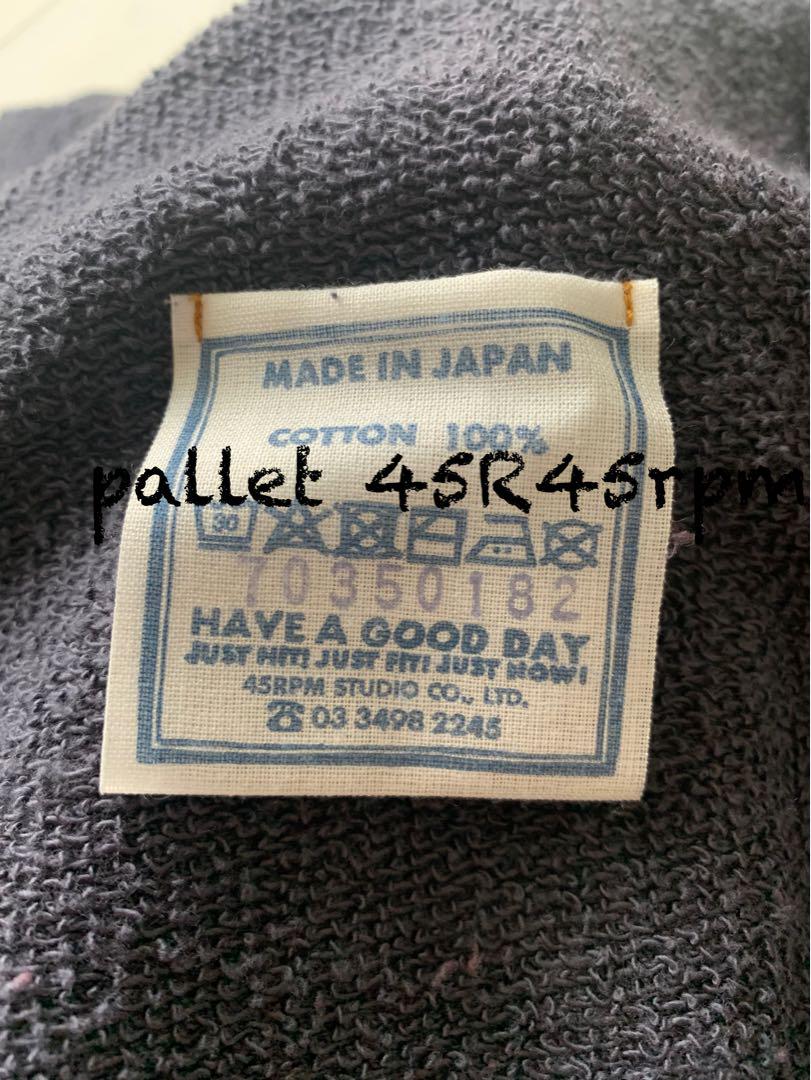 MADE IN JAPAN
COTTON 100%
pallet 45R45rpm
30
70350182
HAVE A GOOD DAY
JUST HIT! JUST FIT! JUST NOW!
45RPM STUDIO CO., LTD.
☎ 03 3498 2245